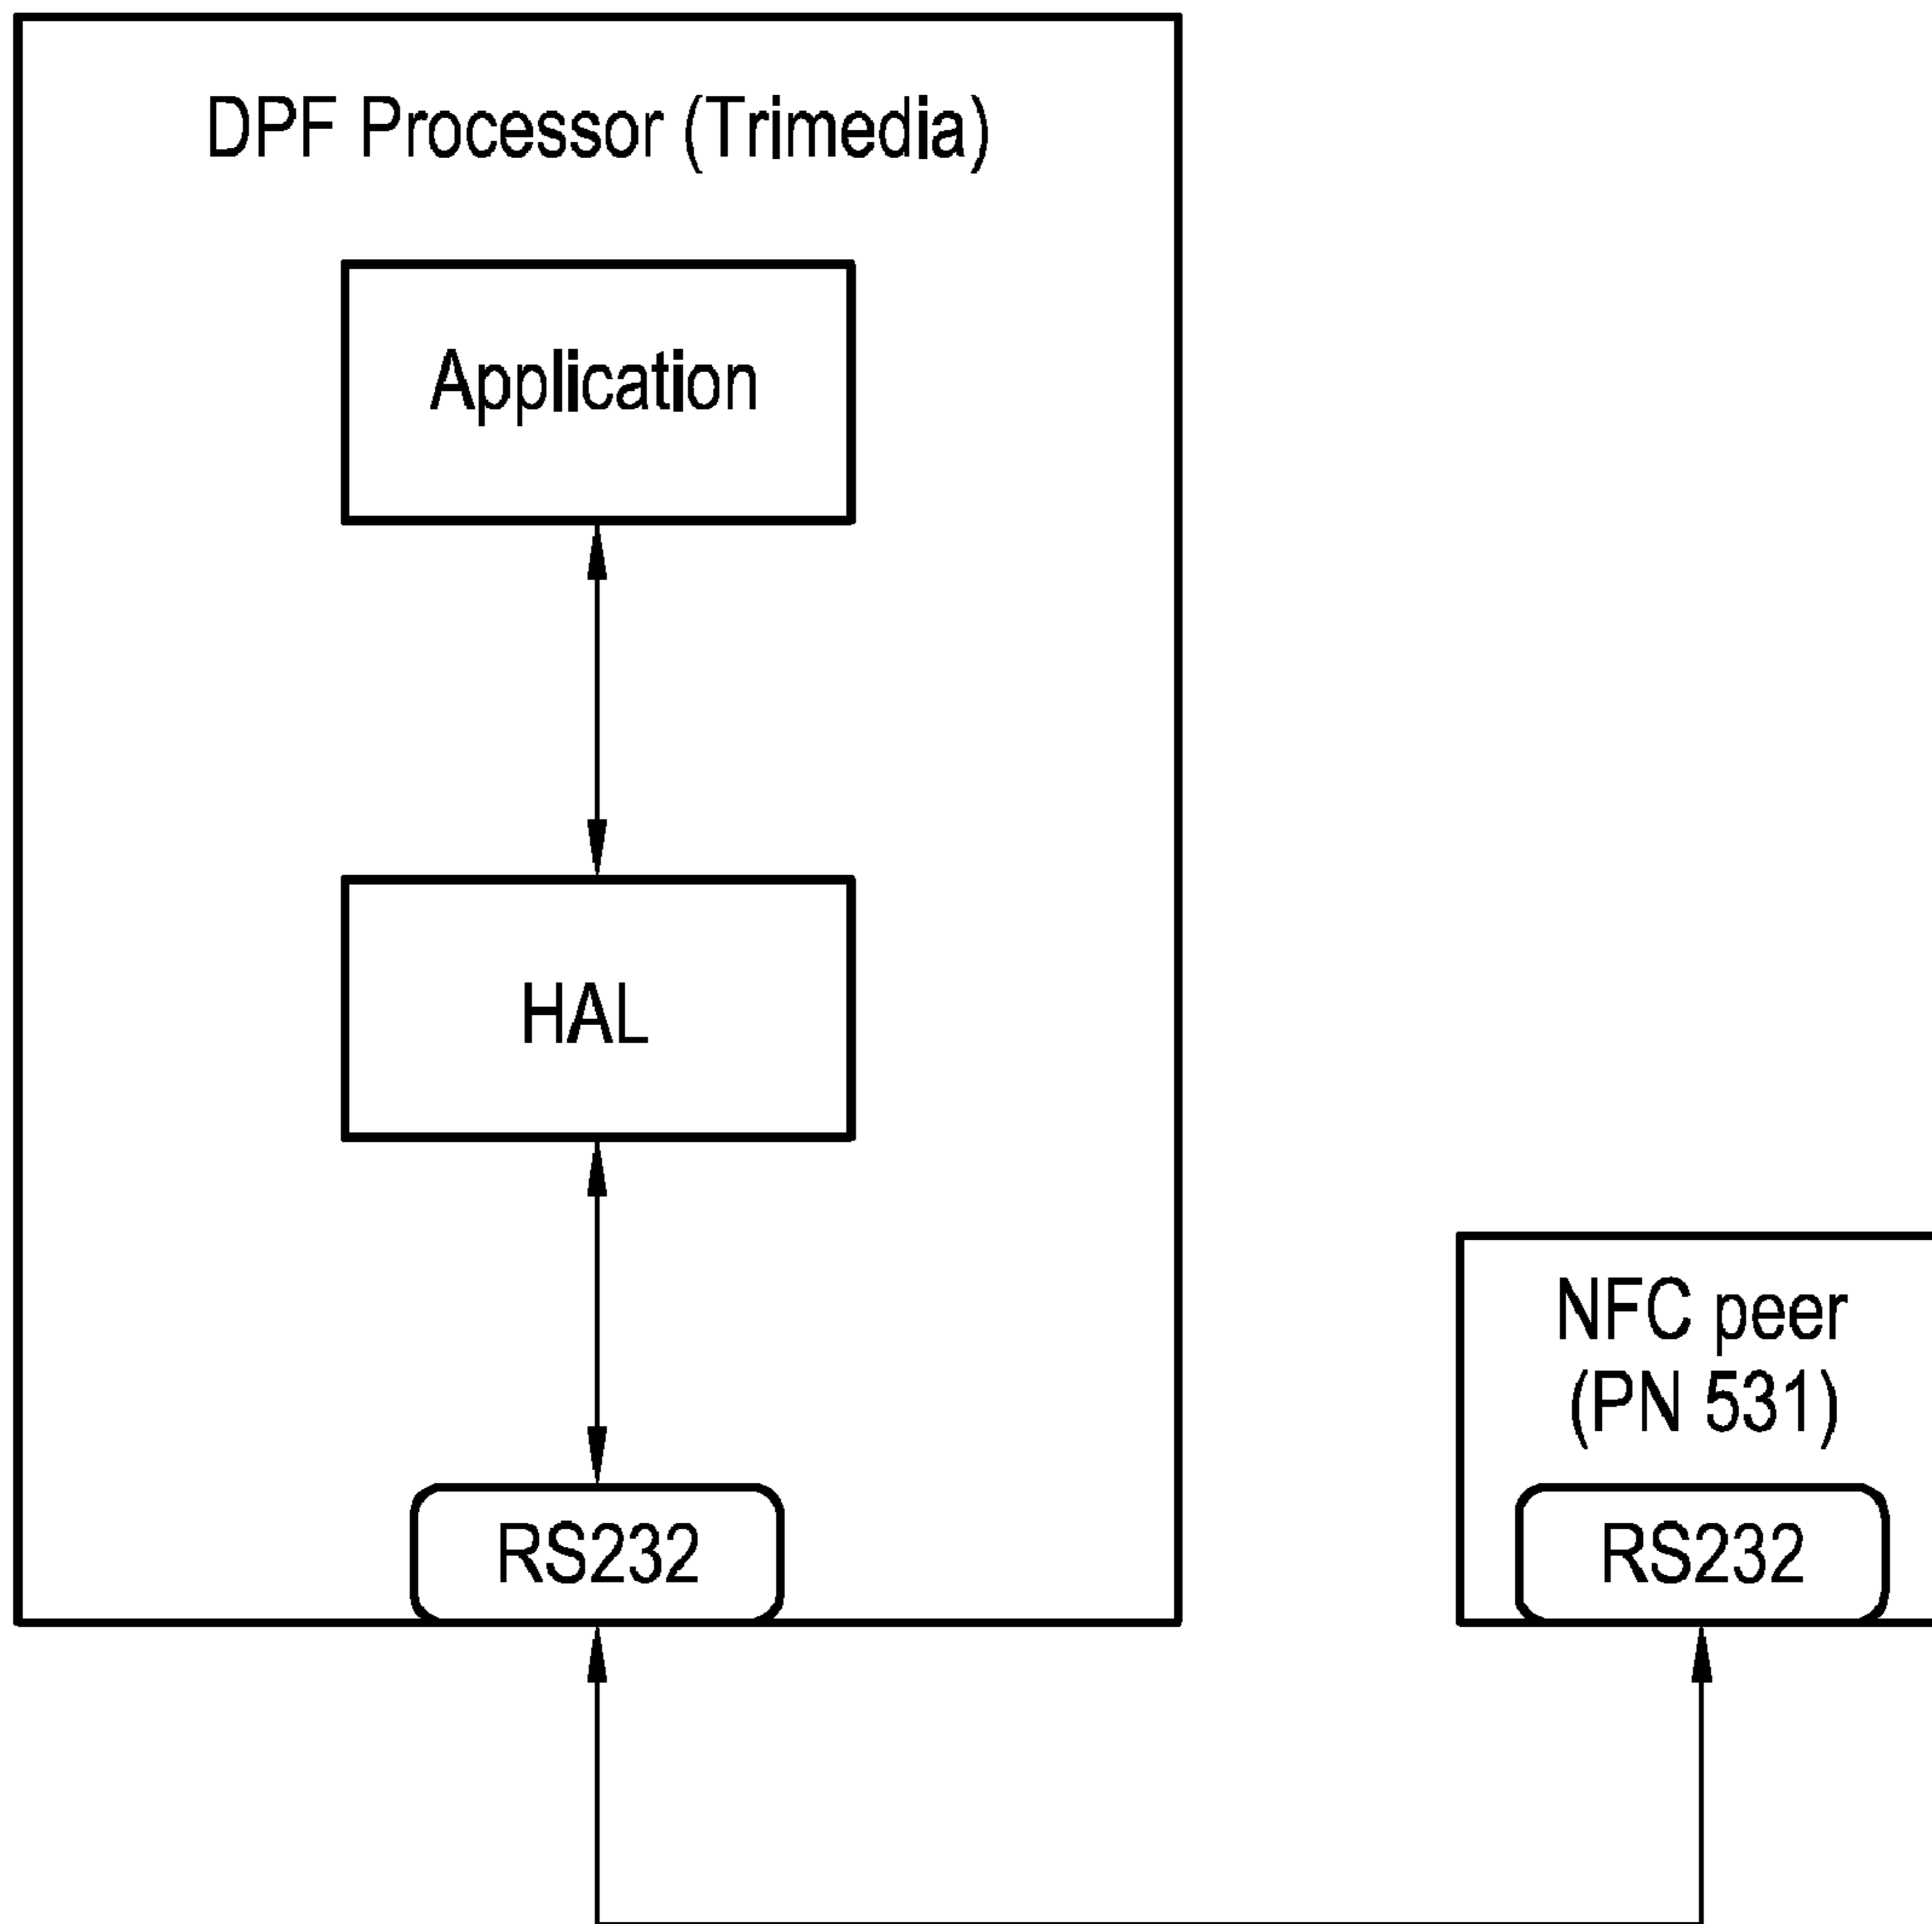 DPF Processor (Trimedia)
Application
HAL
RS232
NFC peer
(PN 531)
RS232